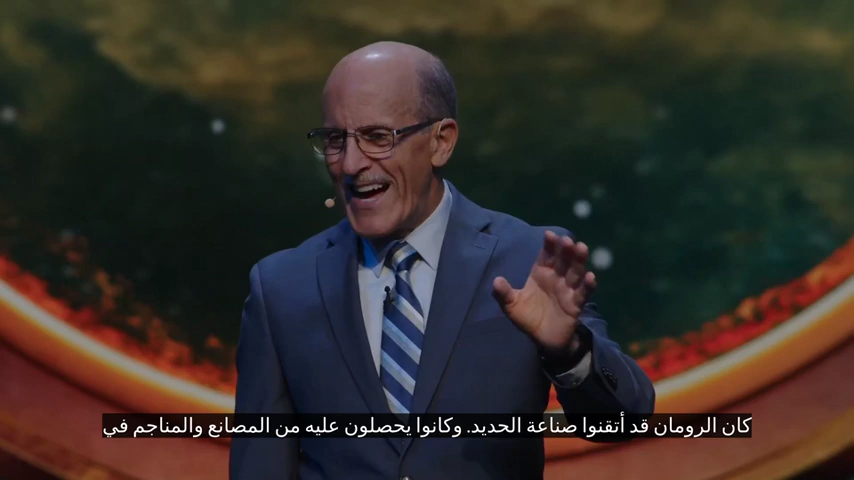 كان الرومان قد أتقنوا صناعة الحديد. وكانوا يحصلون عليه من المصانع والمناجم في